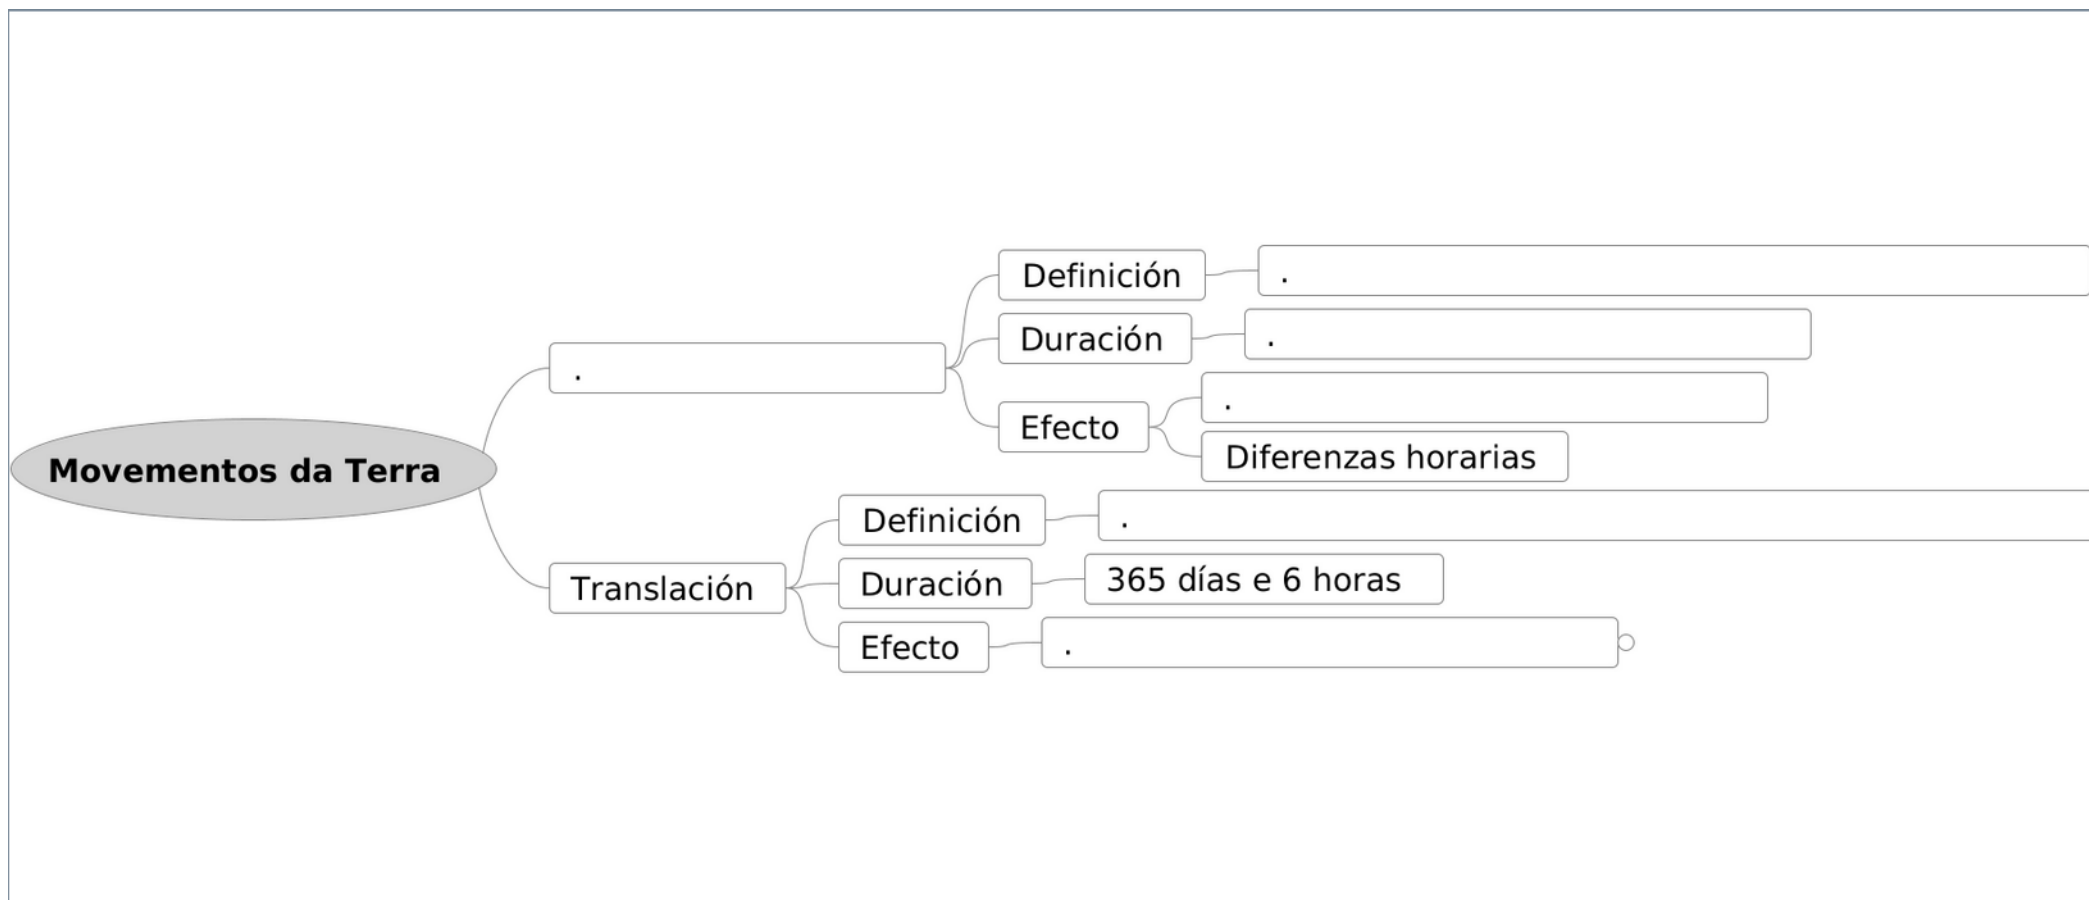 Movementos da Terra
.
Definición
.
Duración
.
Efecto
.
Diferenzas horarias
Translación
Definición
.
Duración
365 días e 6 horas
Efecto
.